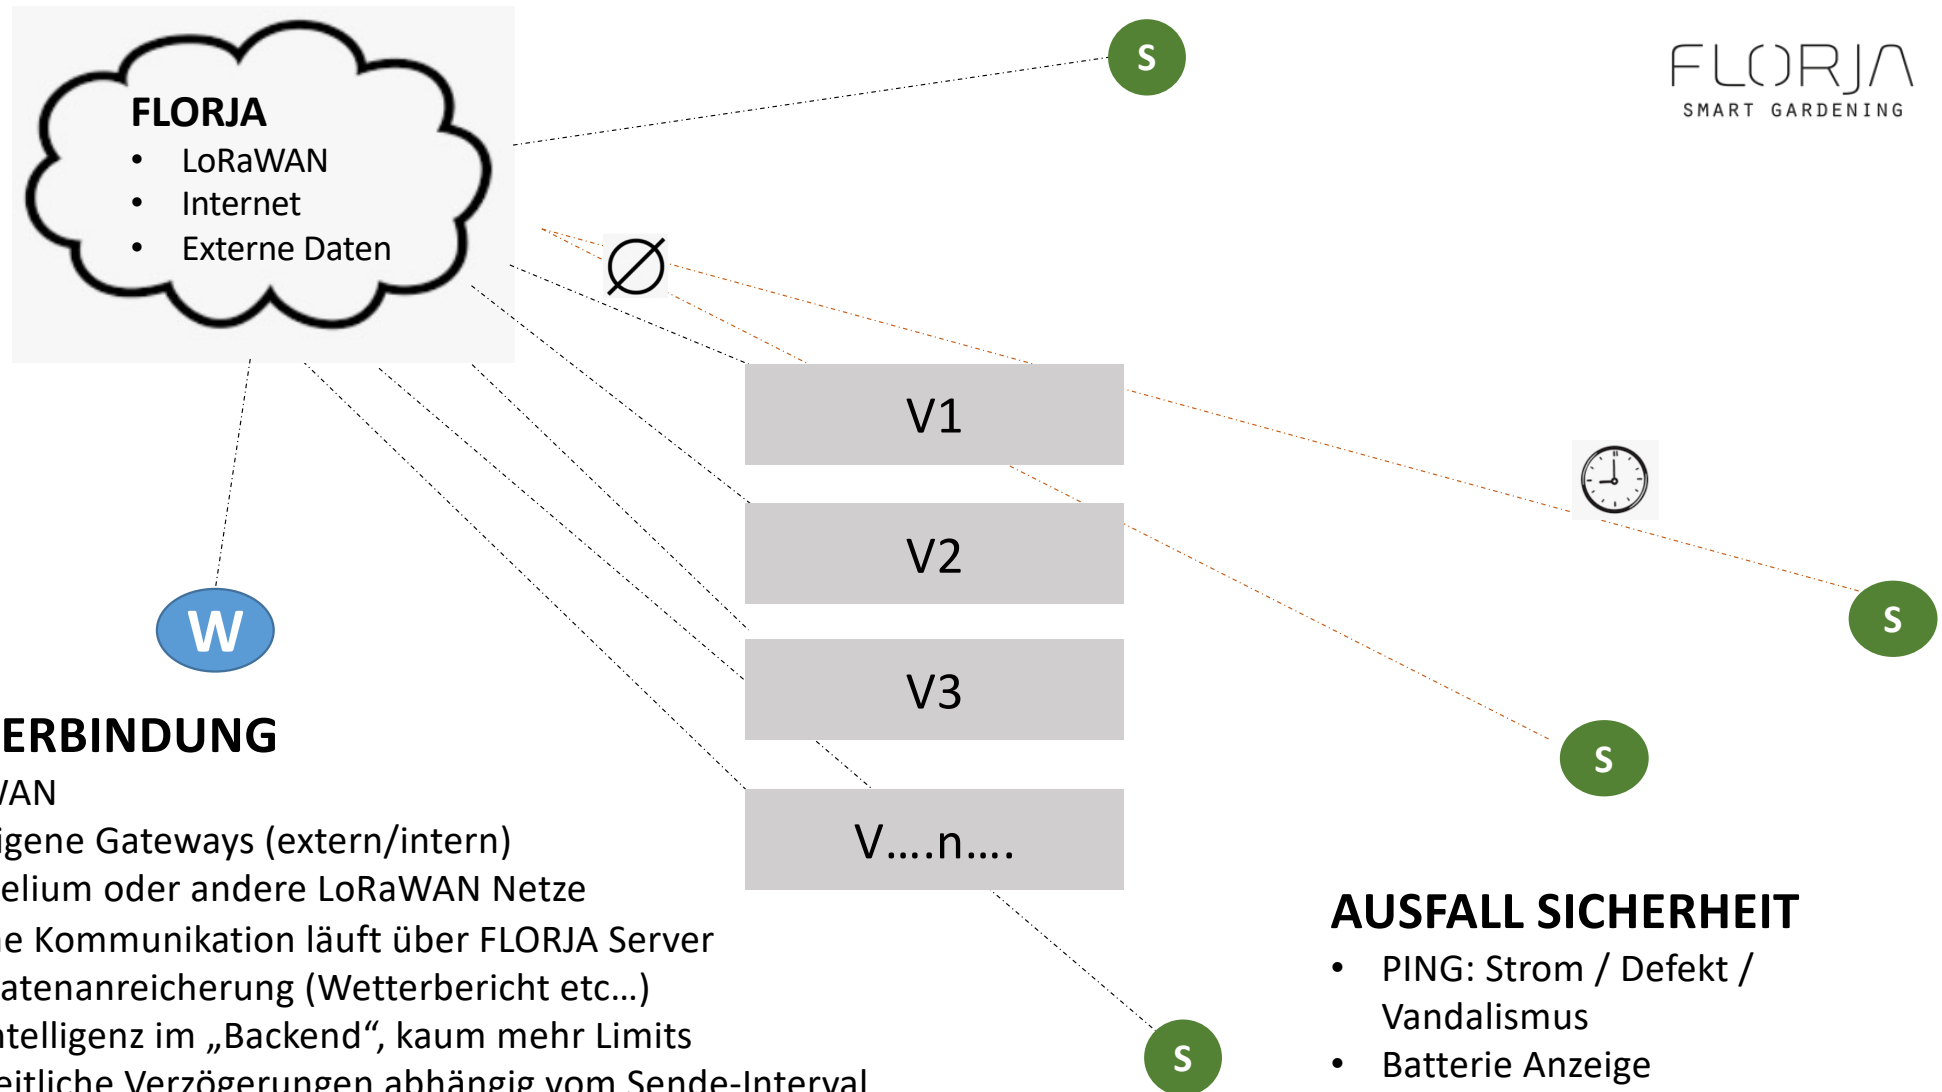 FLORJA
• LoRaWAN
• Internet
• Externe Daten
S
FLORJA
SMART GARDENING
V1
V2
V3
V....n....
W
S
S
S
ERBINDUNG
WAN
igene Gateways (extern/intern)
elium oder andere LoRaWAN Netze
ne Kommunikation läuft über FLORJA Server
atenanreicherung (Wetterbericht etc...)
ntelligenz im „Backend“, kaum mehr Limits
eitliche Verzögerungen abhängig vom Sende-Interval
AUSFALL SICHERHEIT
• PING: Strom / Defekt /
Vandalismus
• Batterie Anzeige